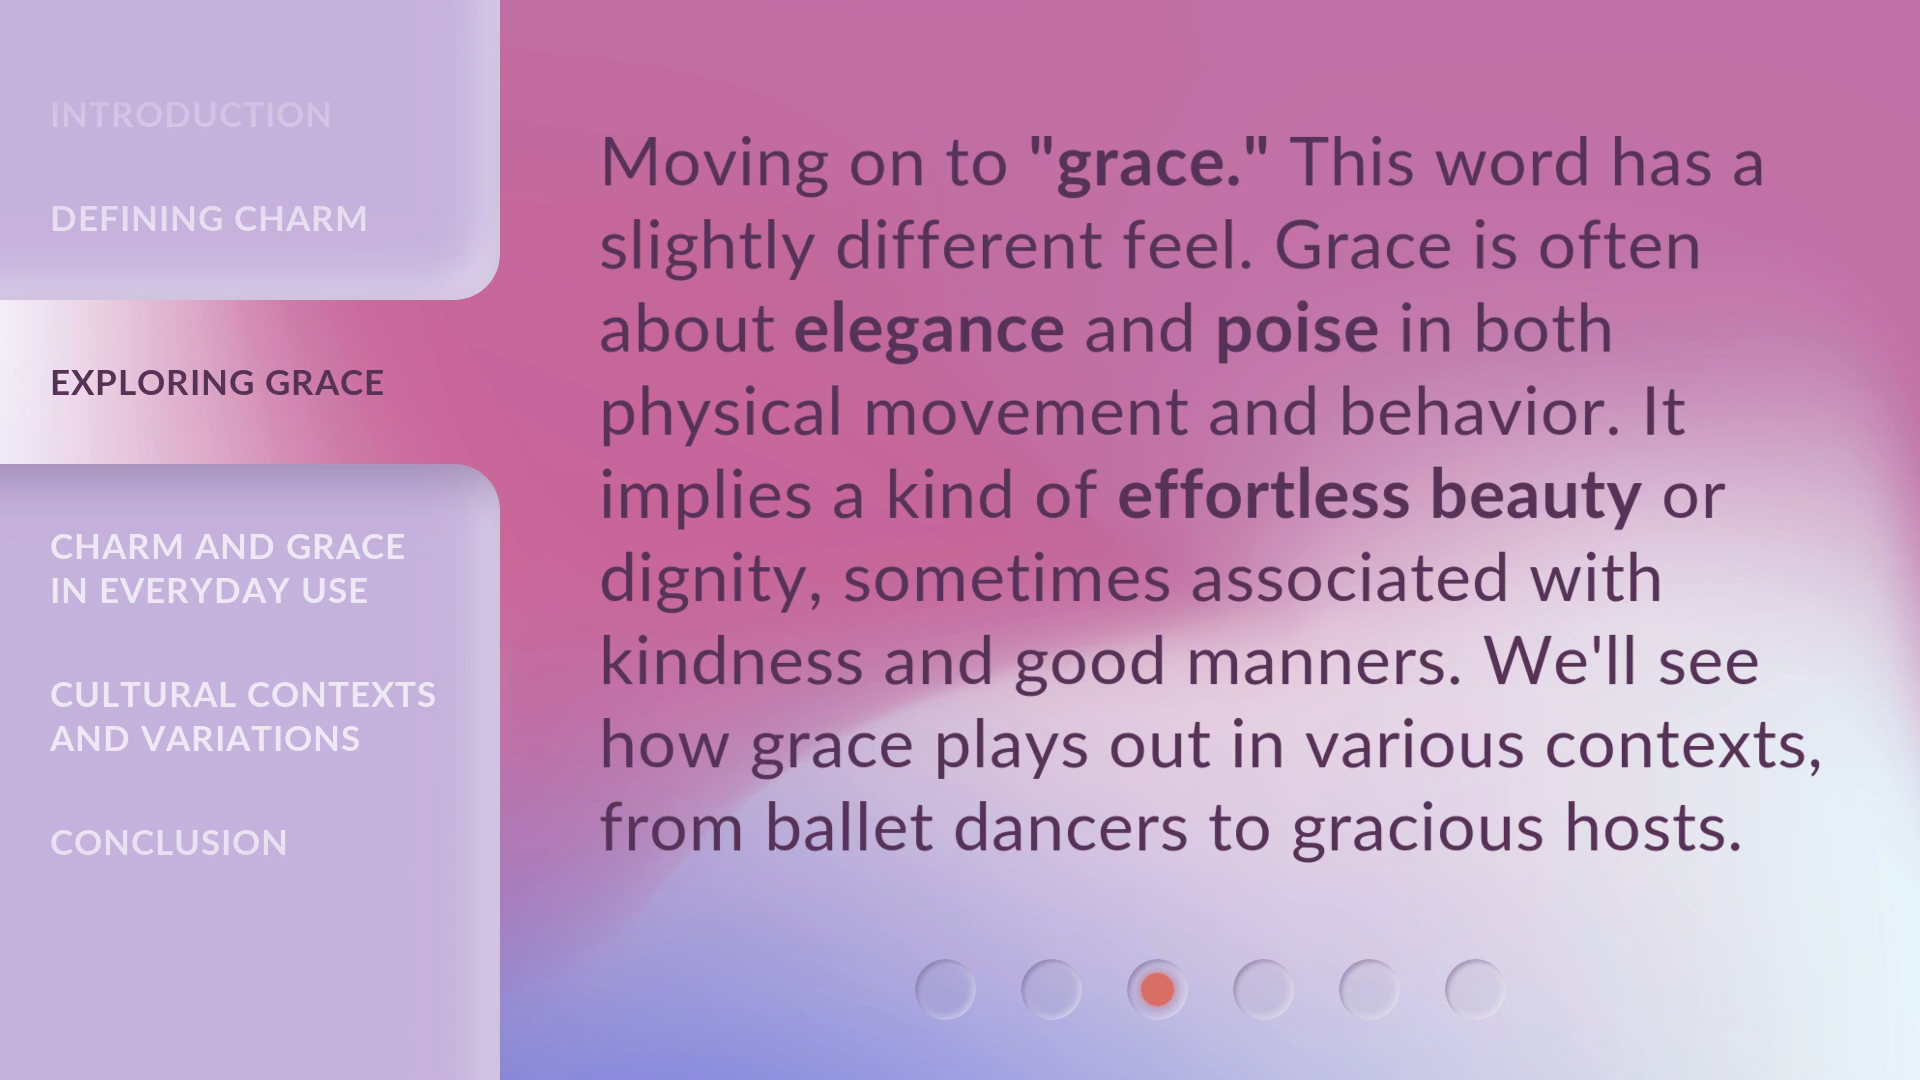 INTRODUCTION
DEFINING CHARM
EXPLORING GRACE
CHARM AND GRACE
IN EVERYDAY USE
CULTURAL CONTEXTS
AND VARIATIONS
CONCLUSION
Moving on to "grace." This word has a
slightly different feel. Grace is often
about elegance and poise in both
physical movement and behavior. It
implies a kind of effortless beauty or
dignity, sometimes associated with
kindness and good manners. We'll see
how grace plays out in various contexts,
from ballet dancers to gracious hosts.